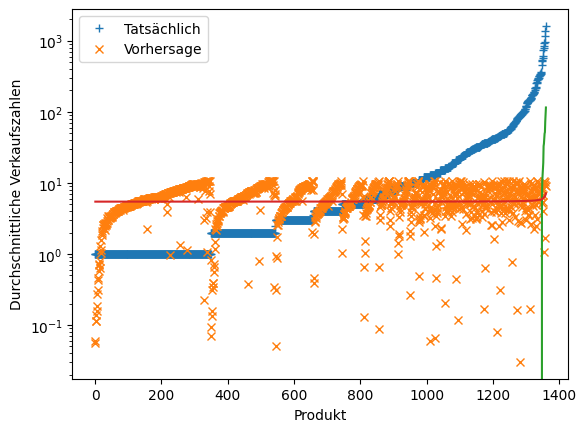 Tatsächlich
Vorhersage
Durchschnittliche Verkaufszahlen
10³
10²
10¹
10⁰
10⁻¹
0 200 400 600 800 1000 1200 1400
Produkt